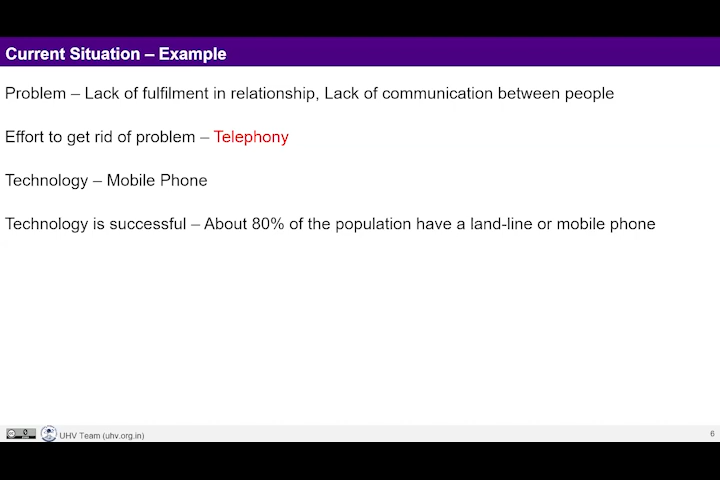 Current Situation – Example
Problem – Lack of fulfilment in relationship, Lack of communication between people
Effort to get rid of problem – Telephony
Technology – Mobile Phone
Technology is successful – About 80% of the population have a land-line or mobile phone
UHV Team (uhv.org.in)
6